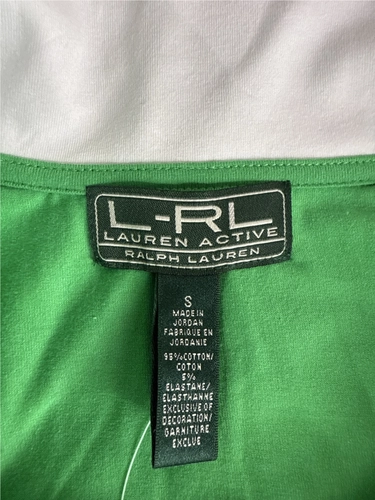 L-RL
LAUREN ACTIVE
RALPH LAUREN
S
MADE IN
JORDAN
FABRIQUE EN
JORDANIE
95% COTTON/
COTON
5%
ELASTANE/
ELASTHANNE
EXCLUSIVE OF
DECORATION/
GARNITURE
EXCLUE